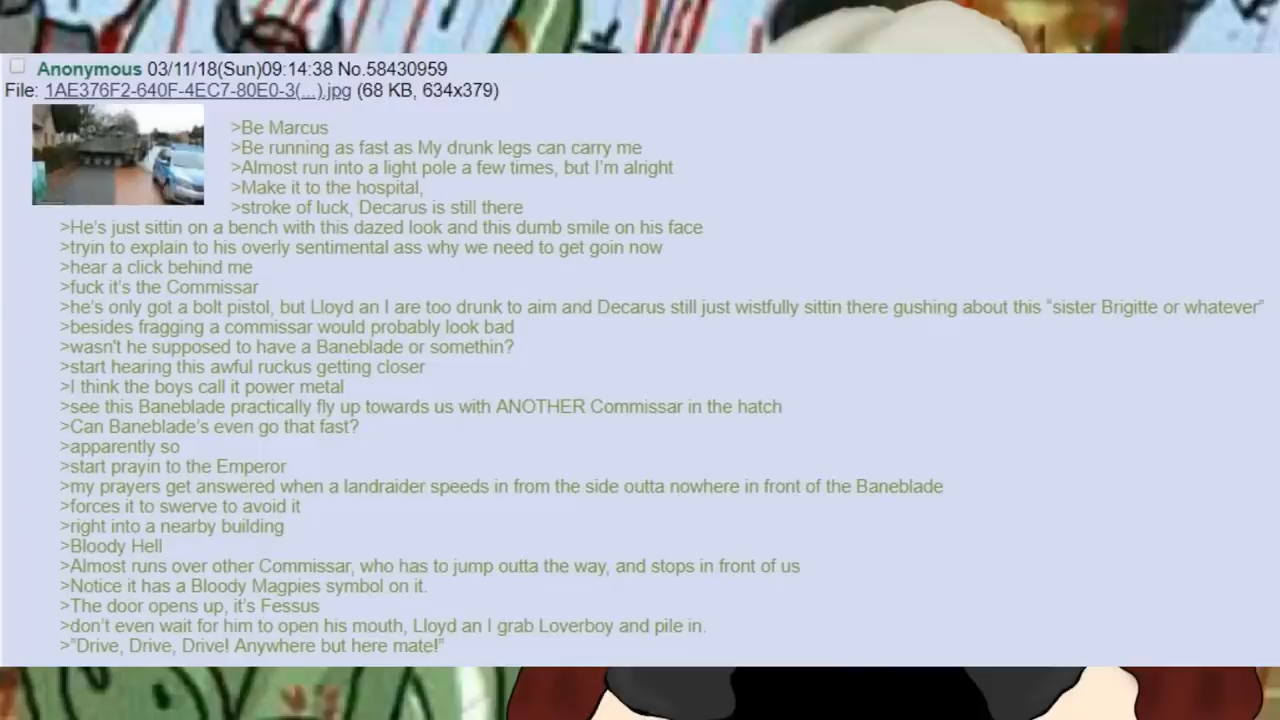 Anonymous 03/11/18(Sun)09:14:38 No.58430959
File: 1AE376F2-640F-4EC7-80E0-3(...).jpg (68 KB, 634x379)
>Be Marcus
>Be running as fast as My drunk legs can carry me
>Almost run into a light pole a few times, but I'm alright
>Make it to the hospital,
>stroke of luck, Decarus is still there
>He's just sittin on a bench with this dazed look and this dumb smile on his face
>tryin to explain to his overly sentimental ass why we need to get goin now
>hear a click behind me
>fuck it's the Commissar
>he's only got a bolt pistol, but Lloyd an I are too drunk to aim and Decarus still just wistfully sittin there gushing about this "sister Brigitte or whatever"
>besides fragging a commissar would probably look bad
>wasn't he supposed to have a Baneblade or somethin?
>start hearing this awful ruckus getting closer
>I think the boys call it power metal
>see this Baneblade practically fly up towards us with ANOTHER Commissar in the hatch
>Can Baneblade's even go that fast?
>apparently so
>start prayin to the Emperor
>my prayers get answered when a landraider speeds in from the side outta nowhere in front of the Baneblade
>forces it to swerve to avoid it
>right into a nearby building
>Bloody Hell
>Almost runs over other Commissar, who has to jump outta the way, and stops in front of us
>Notice it has a Bloody Magpies symbol on it.
>The door opens up, it's Fessus
>don't even wait for him to open his mouth, Lloyd an I grab Loverboy and pile in.
>"Drive, Drive, Drive! Anywhere but here mate!"